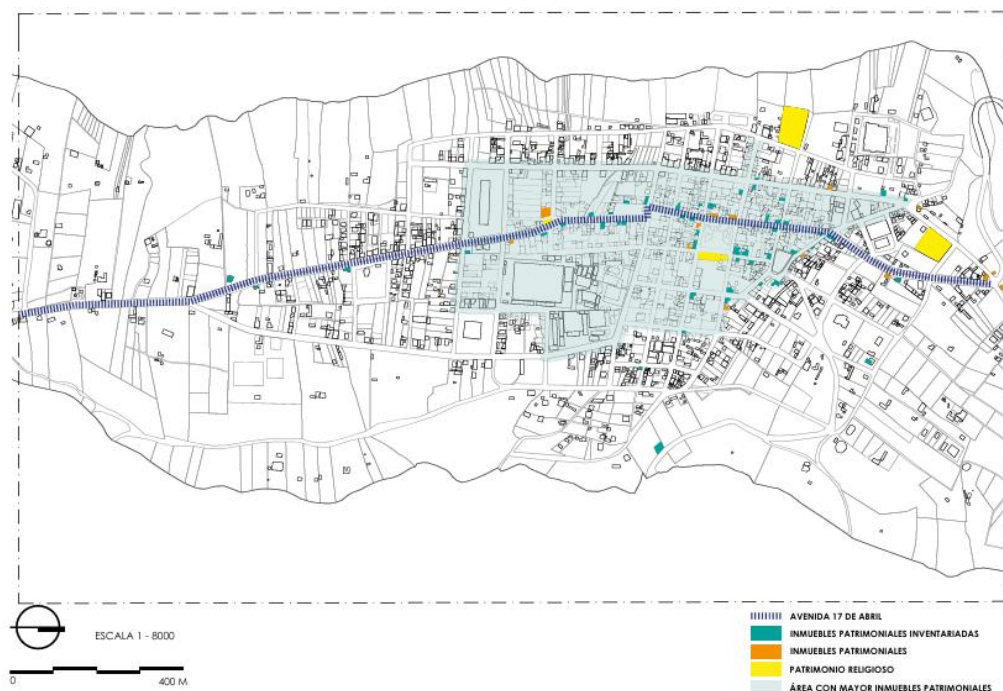 ESCALA 1 - 8000
0 400 M
AVENIDA 17 DE ABRIL
INMUEBLES PATRIMONIALES INVENTARIADAS
INMUEBLES PATRIMONIALES
PATRIMONIO RELIGIOSO
ÁREA CON MAYOR INMUEBLES PATRIMONIALES